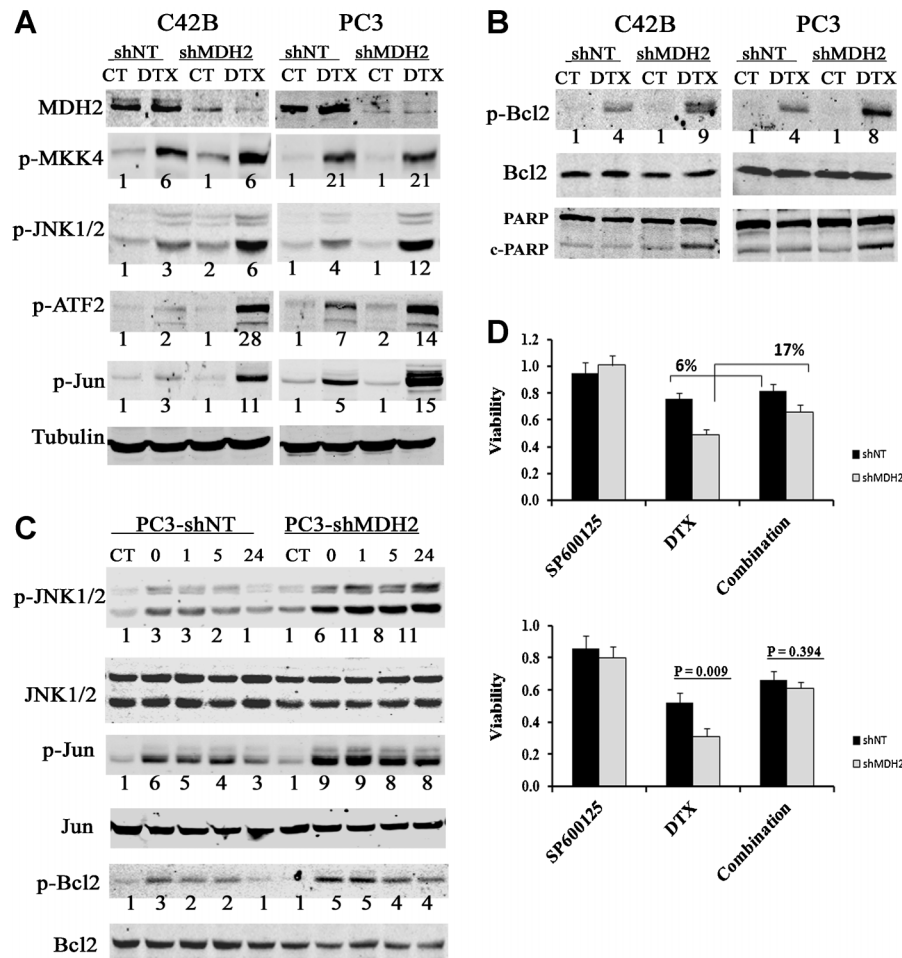 A
C42B PC3
shNT shMDH2 shNT shMDH2
CT DTX CT DTX CT DTX CT DTX
MDH2
p-MKK4
1 6 1 6 1 21 1 21
p-JNK1/2
1 3 2 6 1 4 1 12
p-ATF2
1 2 1 28 1 7 2 14
p-Jun
1 3 1 11 1 5 1 15
Tubulin
B
C42B PC3
shNT shMDH2 shNT shMDH2
CT DTX CT DTX CT DTX CT DTX
p-Bcl2
1 4 1 9 1 4 1 8
Bcl2
PARP
c-PARP
C
PC3-shNT PC3-shMDH2
CT 0 1 5 24 CT 0 1 5 24
p-JNK1/2
1 3 3 2 1 1 6 11 8 11
JNK1/2
p-Jun
1 6 5 4 3 1 9 9 8 8
Jun
p-Bcl2
1 3 2 2 1 1 5 5 4 4
Bcl2
D
Viability
1.2
1.0
0.8
0.6
0.4
0.2
0.0
6% 17%
shNT
shMDH2
SP600125 DTX Combination
Viability
1.0
0.8
0.6
0.4
0.2
0.0
P = 0.009 P = 0.394
shNT
shMDH2
SP600125 DTX Combination